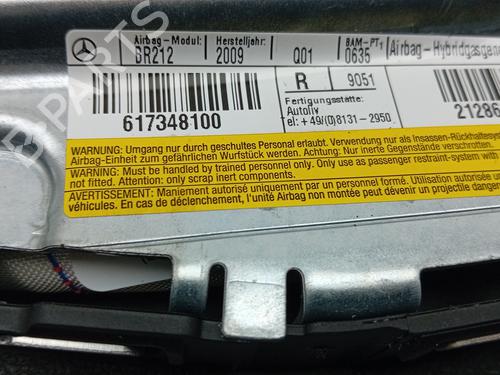 Airbag-Modul: Herstelljahr: BAM-PT1
BR212 2009 Q01 0635 Airbag-Hybridgasgene
R 9051
Fertigungsstätte:
Autoliv
tel: +49/(0)8131-2950
617348100
21286
WARNUNG: Umgang nur durch geschultes Personal erlaubt. Verwendung nur als Insassen-Rückhaltesy
Airbag-Einheit zum gefährlichen Wurfstück werden. Achtung: Nur inerte Gegenstände verschrott
WARNING: Must be handled by trained personnel only. Only use as passenger restraint-system with
not fitted. Attention: only scrap inert components.
AVERTISSEMENT: Maniement autorisé uniquement par un personnel formé. Utilisation autorisée
véhicules. En cas de déclenchement, l'unité Airbag non montée peut devenir un projectile danger